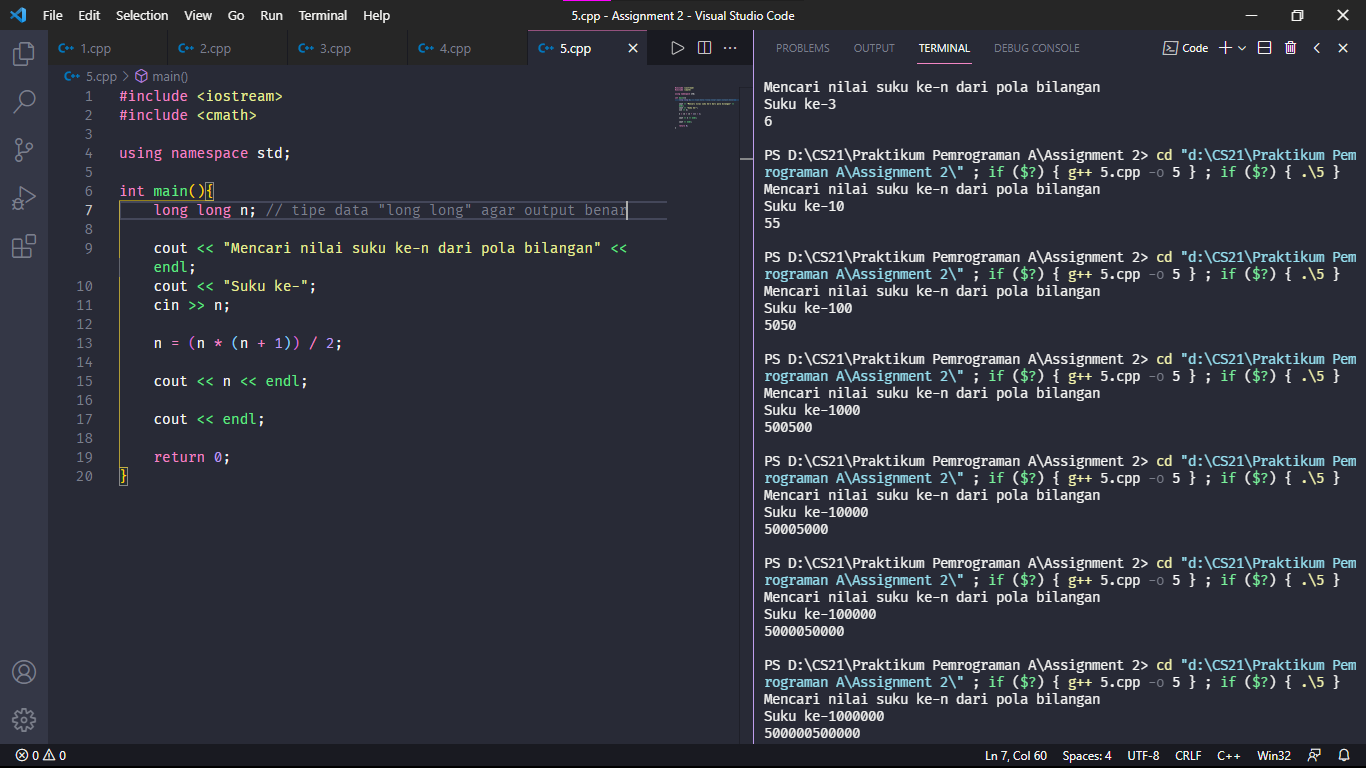 File Edit Selection View Go Run Terminal Help
5.cpp - Assignment 2 - Visual Studio Code
1.cpp
2.cpp
3.cpp
4.cpp
5.cpp
5.cpp > main()
1 #include <iostream>
2 #include <cmath>
3
4 using namespace std;
5
6 int main(){
7 long long n; // tipe data "long long" agar output benar
8
9 cout << "Mencari nilai suku ke-n dari pola bilangan" <<
endl;
10 cout << "Suku ke-";
11 cin >> n;
12
13 n = (n * (n + 1)) / 2;
14
15 cout << n << endl;
16
17 cout << endl;
18
19 return 0;
20 }
PROBLEMS OUTPUT TERMINAL DEBUG CONSOLE
Code
Mencari nilai suku ke-n dari pola bilangan
Suku ke-3
6
PS D:\CS21\Praktikum Pemrograman A\Assignment 2> cd "d:\CS21\Praktikum Pem
rograman A\Assignment 2\" ; if ($?) { g++ 5.cpp -o 5 } ; if ($?) { .\5 }
Mencari nilai suku ke-n dari pola bilangan
Suku ke-10
55
PS D:\CS21\Praktikum Pemrograman A\Assignment 2> cd "d:\CS21\Praktikum Pem
rograman A\Assignment 2\" ; if ($?) { g++ 5.cpp -o 5 } ; if ($?) { .\5 }
Mencari nilai suku ke-n dari pola bilangan
Suku ke-100
5050
PS D:\CS21\Praktikum Pemrograman A\Assignment 2> cd "d:\CS21\Praktikum Pem
rograman A\Assignment 2\" ; if ($?) { g++ 5.cpp -o 5 } ; if ($?) { .\5 }
Mencari nilai suku ke-n dari pola bilangan
Suku ke-1000
500500
PS D:\CS21\Praktikum Pemrograman A\Assignment 2> cd "d:\CS21\Praktikum Pem
rograman A\Assignment 2\" ; if ($?) { g++ 5.cpp -o 5 } ; if ($?) { .\5 }
Mencari nilai suku ke-n dari pola bilangan
Suku ke-10000
50005000
PS D:\CS21\Praktikum Pemrograman A\Assignment 2> cd "d:\CS21\Praktikum Pem
rograman A\Assignment 2\" ; if ($?) { g++ 5.cpp -o 5 } ; if ($?) { .\5 }
Mencari nilai suku ke-n dari pola bilangan
Suku ke-100000
5000050000
PS D:\CS21\Praktikum Pemrograman A\Assignment 2> cd "d:\CS21\Praktikum Pem
rograman A\Assignment 2\" ; if ($?) { g++ 5.cpp -o 5 } ; if ($?) { .\5 }
Mencari nilai suku ke-n dari pola bilangan
Suku ke-1000000
500000500000
0 0
Ln 7, Col 60 Spaces: 4 UTF-8 CRLF C++ Win32